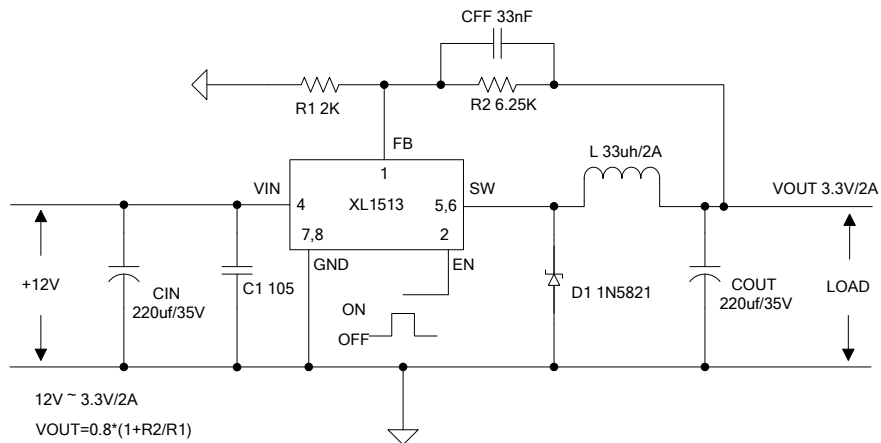 CFF 33nF
R1 2K
R2 6.25K
FB
1
L 33uh/2A
VIN
SW
VOUT 3.3V/2A
4
XL1513
5,6
7,8
2
GND
EN
+12V
CIN
220uf/35V
C1 105
ON
OFF
D1 1N5821
COUT
220uf/35V
LOAD
12V ~ 3.3V/2A
VOUT=0.8*(1+R2/R1)